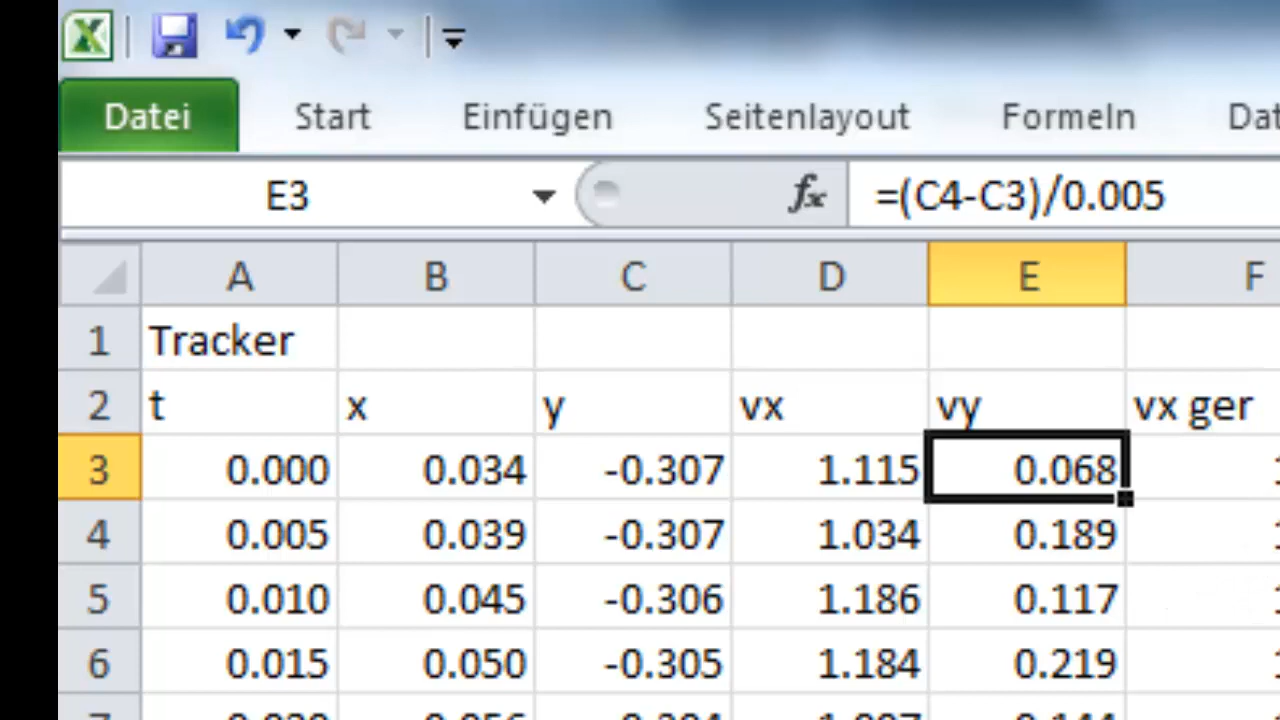 Datei Start Einfügen Seitenlayout Formeln
E3 fx =(C4-C3)/0.005
A B C D E F
1 Tracker
2 t x y vx vy vx ger
3 0.000 0.034 -0.307 1.115 0.068
4 0.005 0.039 -0.307 1.034 0.189
5 0.010 0.045 -0.306 1.186 0.117
6 0.015 0.050 -0.305 1.184 0.219